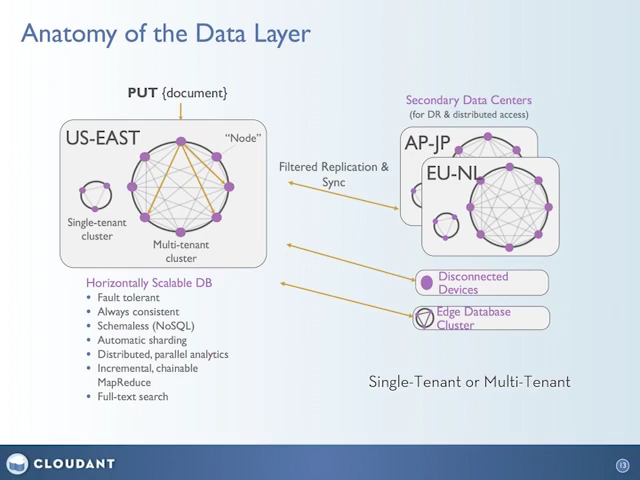 Anatomy of the Data Layer
PUT {document}
US-EAST
"Node"
Single-tenant
cluster
Multi-tenant
cluster
Filtered Replication &
Sync
Secondary Data Centers
(for DR & distributed access)
AP-JP
EU-NL
Disconnected
Devices
Edge Database
Cluster
Horizontally Scalable DB
• Fault tolerant
• Always consistent
• Schemaless (NoSQL)
• Automatic sharding
• Distributed, parallel analytics
• Incremental, chainable
MapReduce
• Full-text search
Single-Tenant or Multi-Tenant
CLOUDANT
13